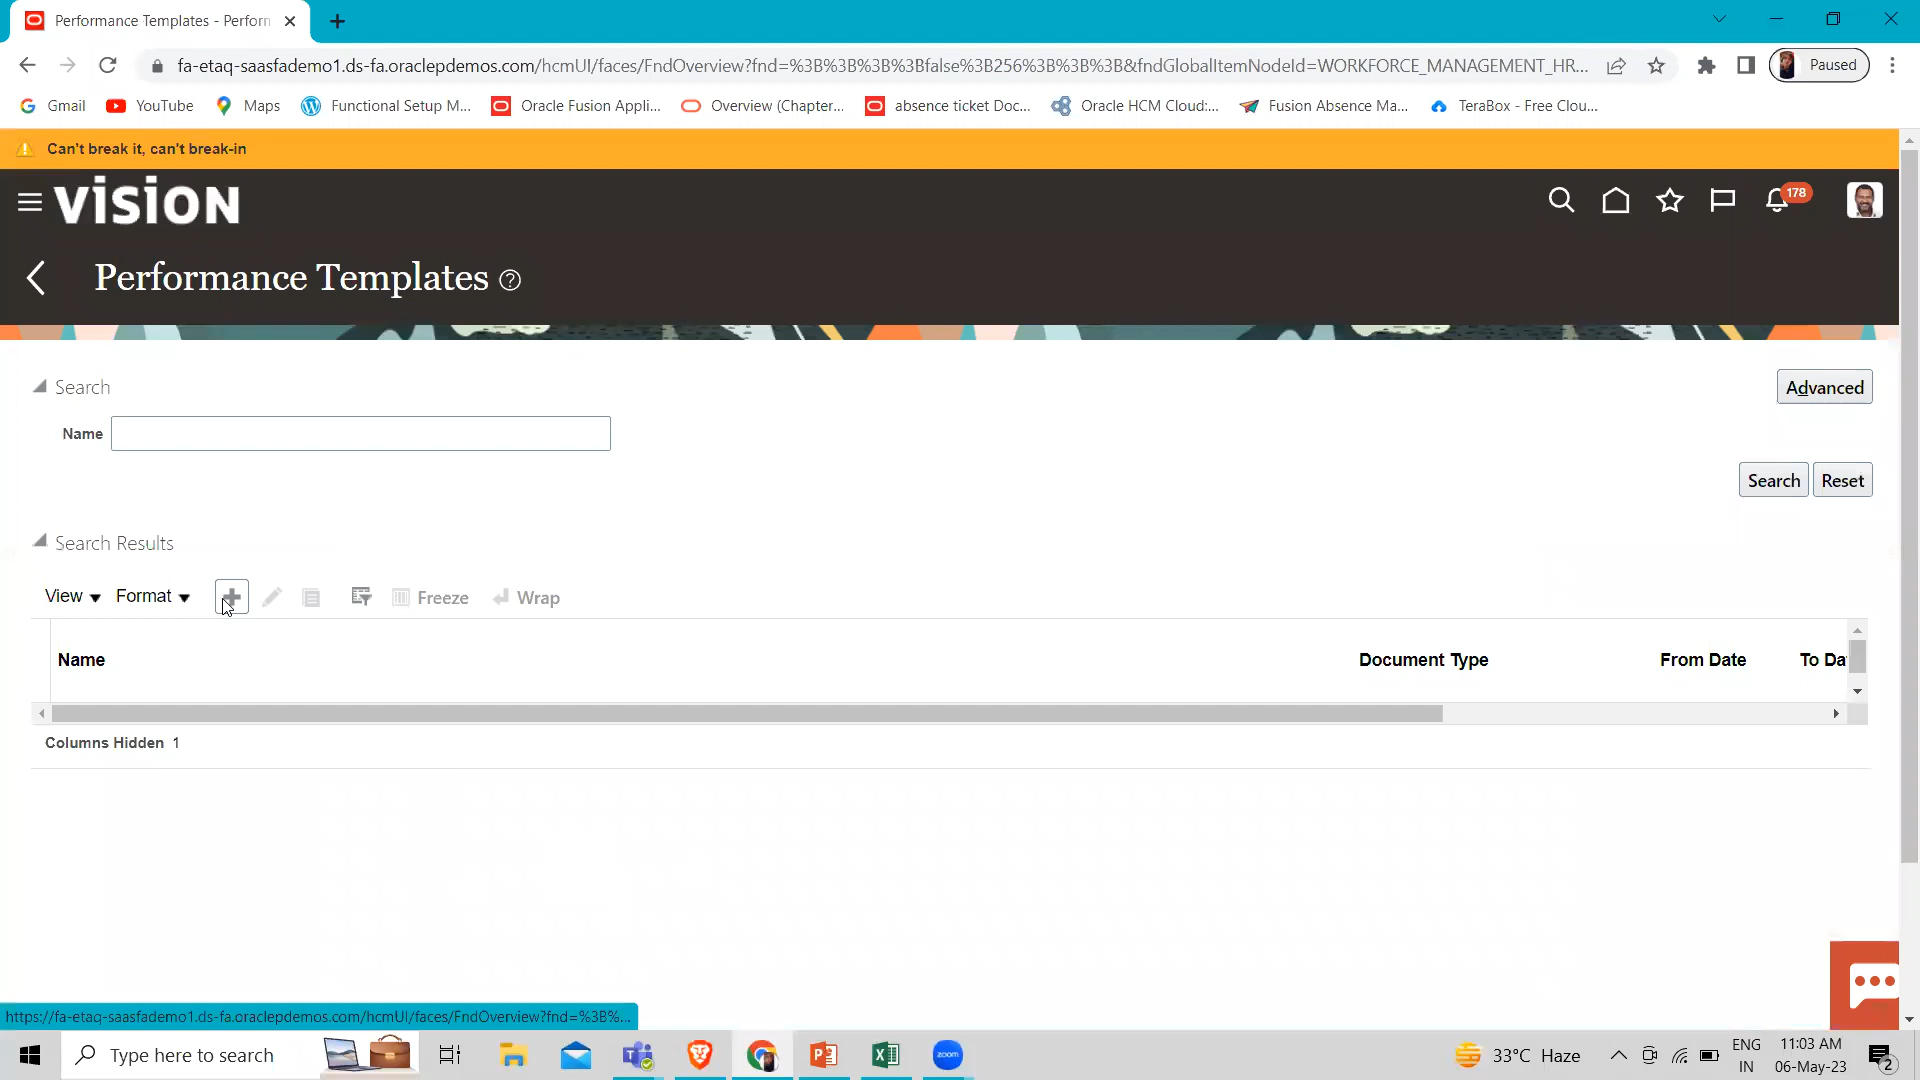 Performance Templates - Perforn
fa-etaq-saasfademo1.ds-fa.oraclepdemos.com/hcmUI/faces/FndOverview?fnd=%3B%3B%3B%3Bfalse%3B256%3B%3B%3B&fndGlobalItemNodeId=WORKFORCE_MANAGEMENT_HR...
Paused
Gmail
YouTube
Maps
Functional Setup M...
Oracle Fusion Appli...
Overview (Chapter...
absence ticket Doc...
Oracle HCM Cloud:...
Fusion Absence Ma...
TeraBox - Free Clou...
Can't break it, can't break-in
VISION
178
Performance Templates ?
Search
Advanced
Name
Search
Reset
Search Results
View
Format
Freeze
Wrap
Name
Document Type
From Date
To Da
Columns Hidden 1
https://fa-etaq-saasfademo1.ds-fa.oraclepdemos.com/hcmUI/faces/FndOverview?fnd=%3B%...
Type here to search
zoom
33°C Haze
ENG
IN
11:03 AM
06-May-23
2